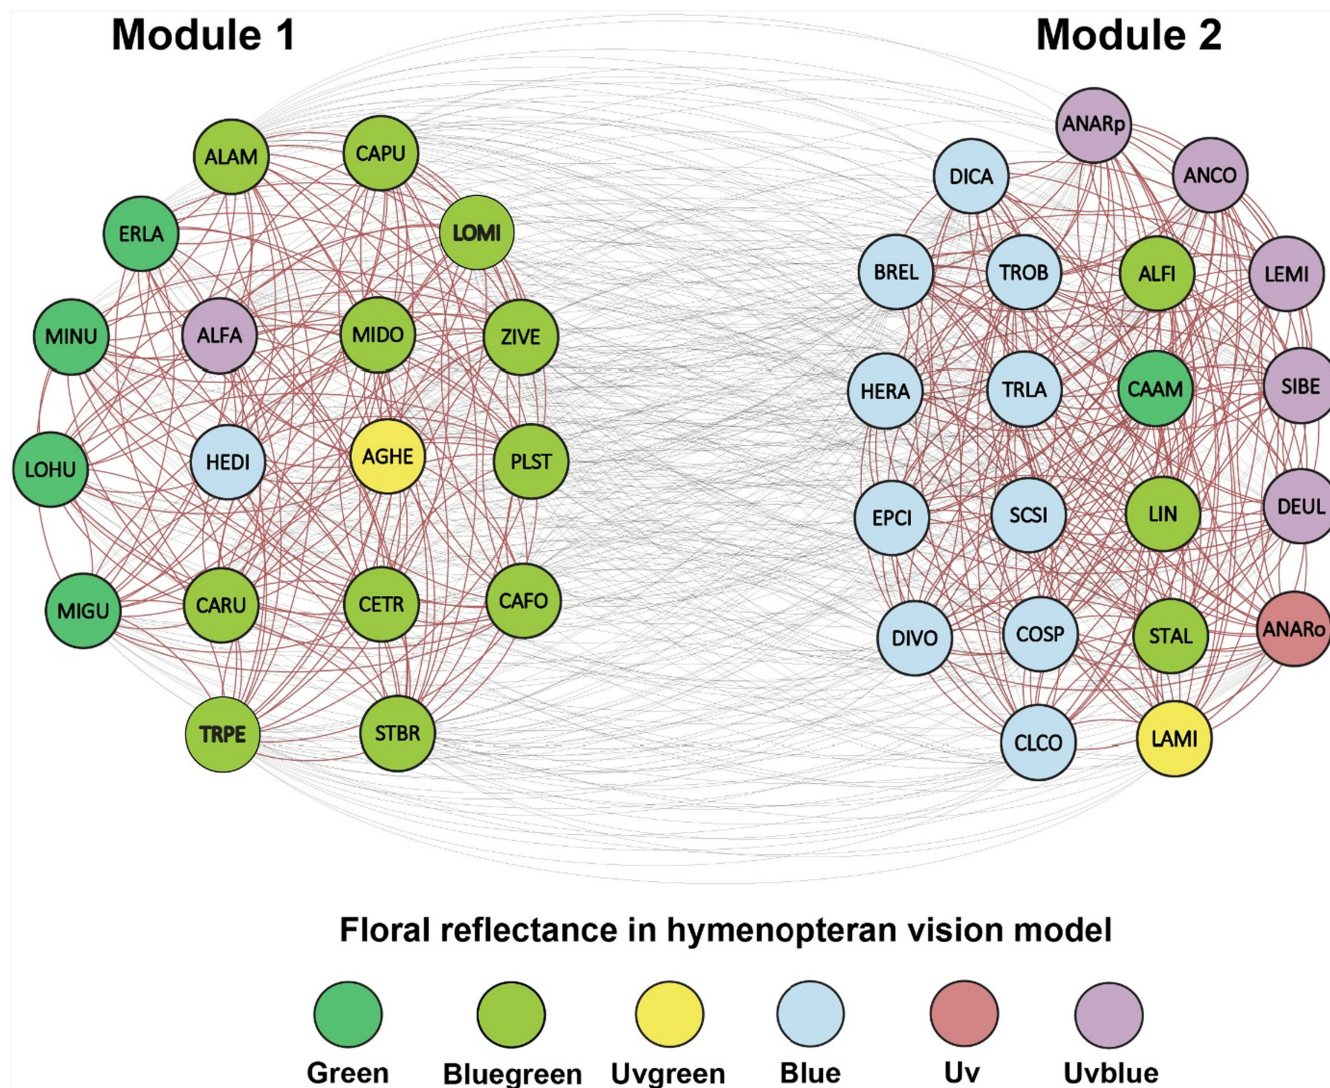 Module 1
Module 2
ALAM
CAPU
ERLA
LOMI
MINU
ALFA
MIDO
ZIVE
LOHU
HEDI
AGHE
PLST
MIGU
CARU
CETR
CAFO
TRPE
STBR
ANARp
DICA
ANCO
BREL
TROB
ALFI
LEMI
HERA
TRLA
CAAM
SIBE
EPCI
SCSI
LIN
DEUL
DIVO
COSP
STAL
ANARo
CLCO
LAMI
Floral reflectance in hymenopteran vision model
Green
Bluegreen
Uvgreen
Blue
Uv
Uvblue